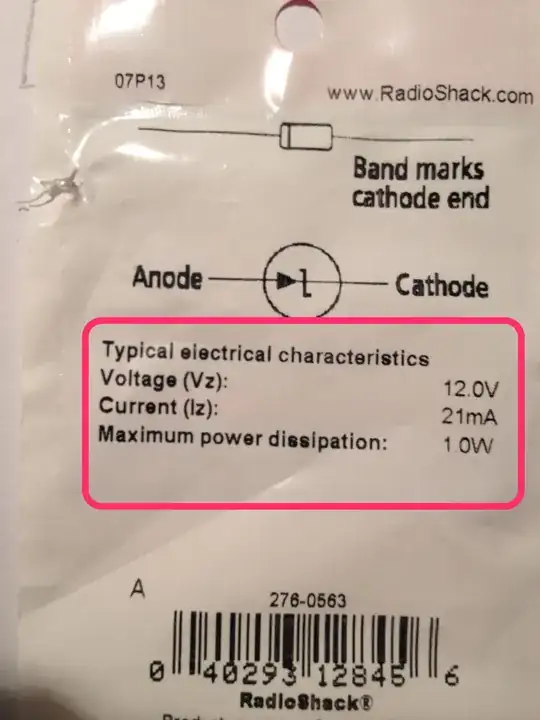 07P13
www.RadioShack.com
Band marks
cathode end
Anode
Cathode
Typical electrical characteristics
Voltage (Vz): 12.0V
Current (Iz): 21mA
Maximum power dissipation: 1.0W
A
276-0563
0 40293 12845 6
RadioShack®